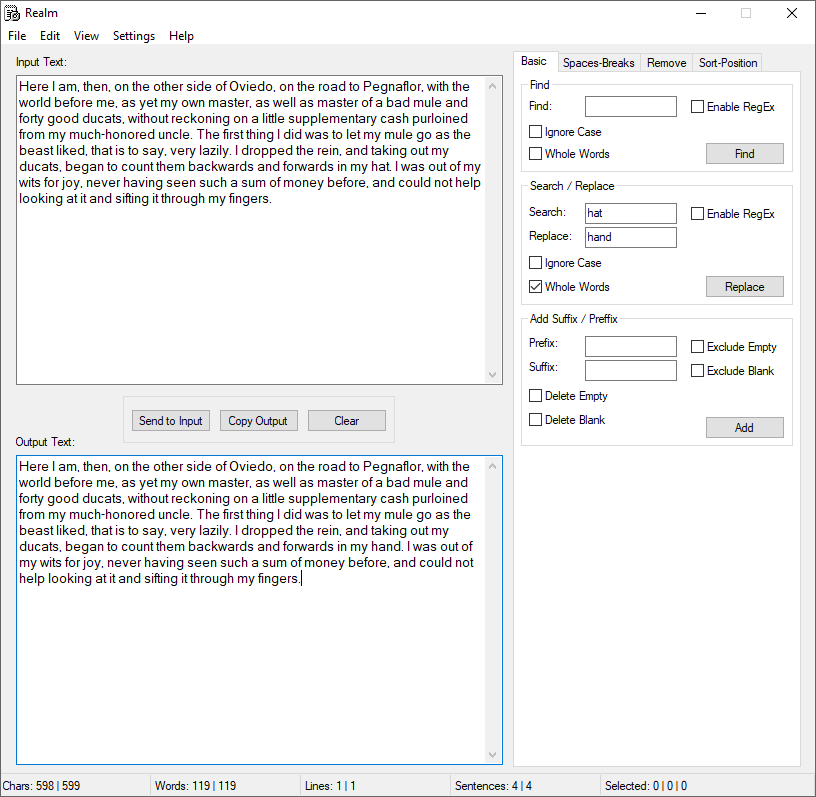 Realm
File Edit View Settings Help
Input Text:
Here I am, then, on the other side of Oviedo, on the road to Pegnaflor, with the
world before me, as yet my own master, as well as master of a bad mule and
forty good ducats, without reckoning on a little supplementary cash purloined
from my much-honored uncle. The first thing I did was to let my mule go as the
beast liked, that is to say, very lazily. I dropped the rein, and taking out my
ducats, began to count them backwards and forwards in my hat. I was out of my
wits for joy, never having seen such a sum of money before, and could not help
looking at it and sifting it through my fingers.
Send to Input Copy Output Clear
Output Text:
Here I am, then, on the other side of Oviedo, on the road to Pegnaflor, with the
world before me, as yet my own master, as well as master of a bad mule and
forty good ducats, without reckoning on a little supplementary cash purloined
from my much-honored uncle. The first thing I did was to let my mule go as the
beast liked, that is to say, very lazily. I dropped the rein, and taking out my
ducats, began to count them backwards and forwards in my hand. I was out of
my wits for joy, never having seen such a sum of money before, and could not
help looking at it and sifting it through my fingers.
Basic Spaces-Breaks Remove Sort-Position
Find
Find: Enable RegEx
Ignore Case
Whole Words Find
Search / Replace
Search: hat Enable RegEx
Replace: hand
Ignore Case
Whole Words Replace
Add Suffix / Preffix
Prefix: Exclude Empty
Suffix: Exclude Blank
Delete Empty
Delete Blank Add
Chars: 598 | 599 Words: 119 | 119 Lines: 1 | 1 Sentences: 4 | 4 Selected: 0 | 0 | 0